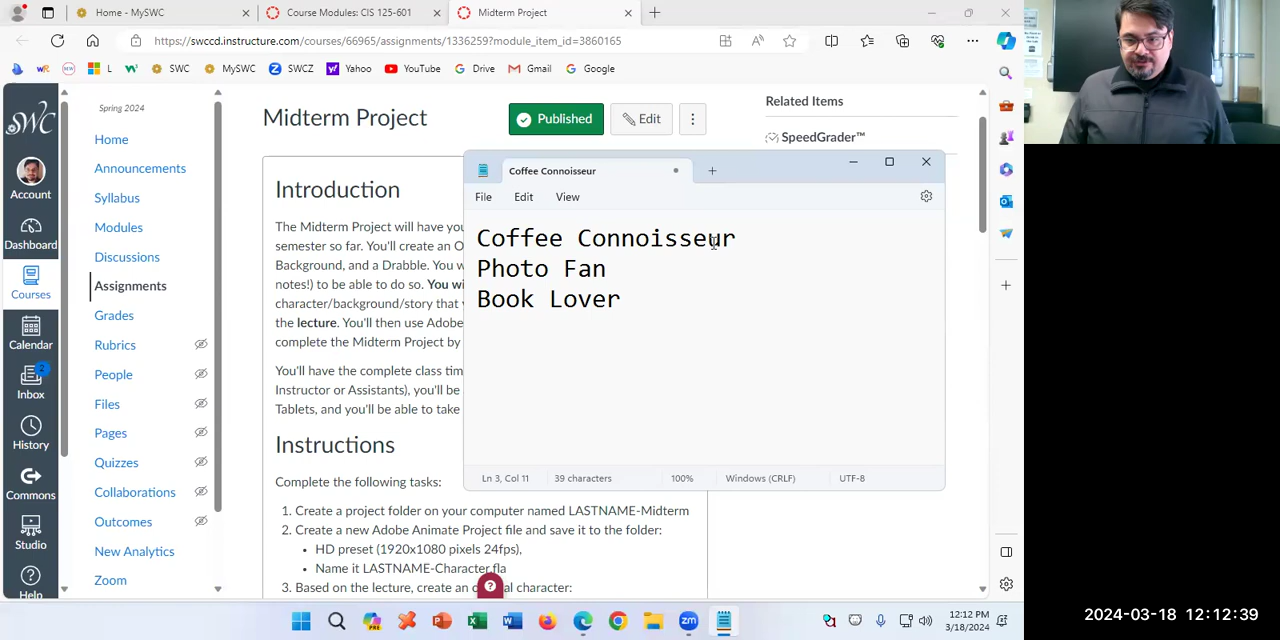 Home - MySWC
Course Modules: CIS 125-601
Midterm Project
https://swccd.instructure.com/courses/66965/assignments/1336259?module_item_id=3860165
L
SWC
MySWC
SWCZ
Yahoo
YouTube
Drive
Gmail
Google
Spring 2024
Home
Announcements
Syllabus
Modules
Discussions
Assignments
Grades
Rubrics
People
Files
Pages
Quizzes
Collaborations
Outcomes
New Analytics
Zoom
SWC
Account
Dashboard
Courses
Calendar
2
Inbox
History
Commons
Studio
Help
Midterm Project
Published
Edit
Related Items
SpeedGrader™
Introduction
The Midterm Project will have you
semester so far. You'll create an O
Background, and a Drabble. You w
notes!) to be able to do so. You wi
character/background/story that
the lecture. You'll then use Adobe
complete the Midterm Project by
You'll have the complete class tim
Instructor or Assistants), you'll be
Tablets, and you'll be able to take
Instructions
Complete the following tasks:
1. Create a project folder on your computer named LASTNAME-Midterm
2. Create a new Adobe Animate Project file and save it to the folder:
• HD preset (1920x1080 pixels 24fps),
• Name it LASTNAME-Character.fla
3. Based on the lecture, create an original character:
Coffee Connoisseur
File
Edit
View
Coffee Connoisseur
Photo Fan
Book Lover
Ln 3, Col 11
39 characters
100%
Windows (CRLF)
UTF-8
12:12 PM
3/18/2024
2024-03-18 12:12:39